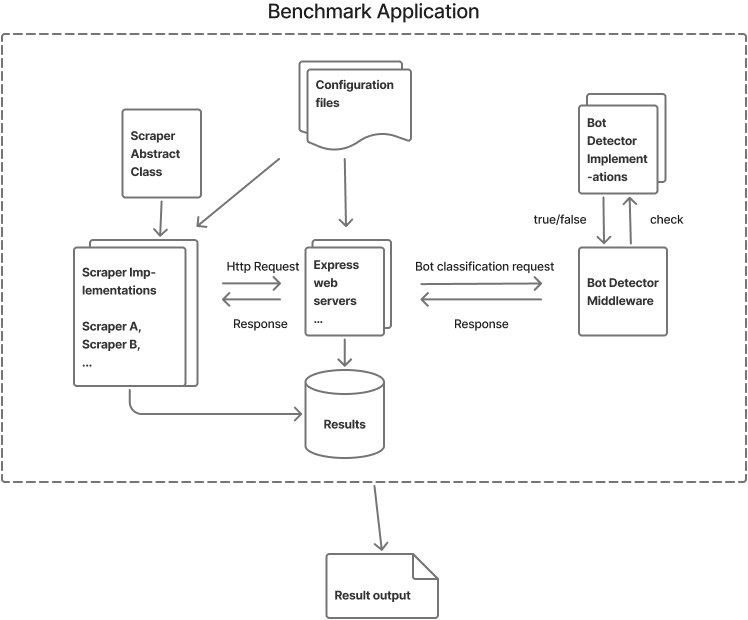 Benchmark Application
Configuration
files
Scraper
Abstract
Class
Bot
Detector
Implement
-ations
true/false
check
Scraper Imp-
lementations
Scraper A,
Scraper B,
...
Http Request
Response
Express
web
servers
...
Bot classification request
Response
Bot Detector
Middleware
Results
Result output